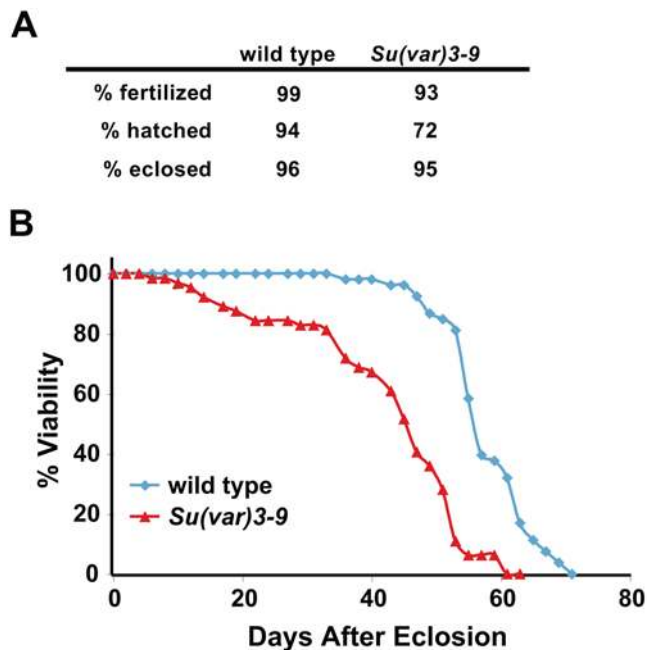 A
wild type Su(var)3-9
% fertilized 99 93
% hatched 94 72
% eclosed 96 95
B
100
80
60
40
20
0
% Viability
wild type
Su(var)3-9
0 20 40 60 80
Days After Eclosion